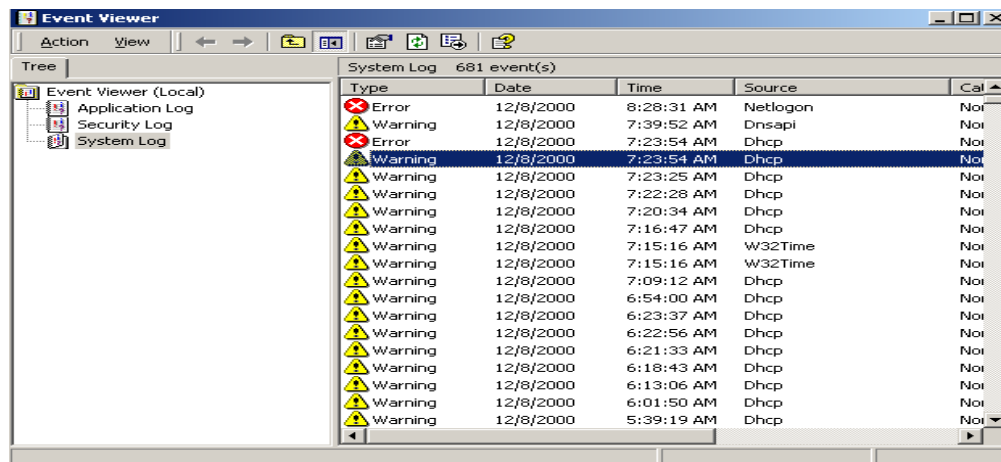 Event Viewer
Action View
Tree
System Log 681 event(s)
Event Viewer (Local)
Application Log
Security Log
System Log
Type Date Time Source
Error 12/8/2000 8:28:31 AM Netlogon
Warning 12/8/2000 7:39:52 AM Dnsapi
Error 12/8/2000 7:23:54 AM Dhcp
Warning 12/8/2000 7:23:54 AM Dhcp
Warning 12/8/2000 7:23:25 AM Dhcp
Warning 12/8/2000 7:22:28 AM Dhcp
Warning 12/8/2000 7:20:34 AM Dhcp
Warning 12/8/2000 7:16:47 AM Dhcp
Warning 12/8/2000 7:15:16 AM W32Time
Warning 12/8/2000 7:15:16 AM W32Time
Warning 12/8/2000 7:09:12 AM Dhcp
Warning 12/8/2000 6:54:00 AM Dhcp
Warning 12/8/2000 6:23:37 AM Dhcp
Warning 12/8/2000 6:22:56 AM Dhcp
Warning 12/8/2000 6:21:33 AM Dhcp
Warning 12/8/2000 6:18:43 AM Dhcp
Warning 12/8/2000 6:13:06 AM Dhcp
Warning 12/8/2000 6:01:50 AM Dhcp
Warning 12/8/2000 5:39:19 AM Dhcp